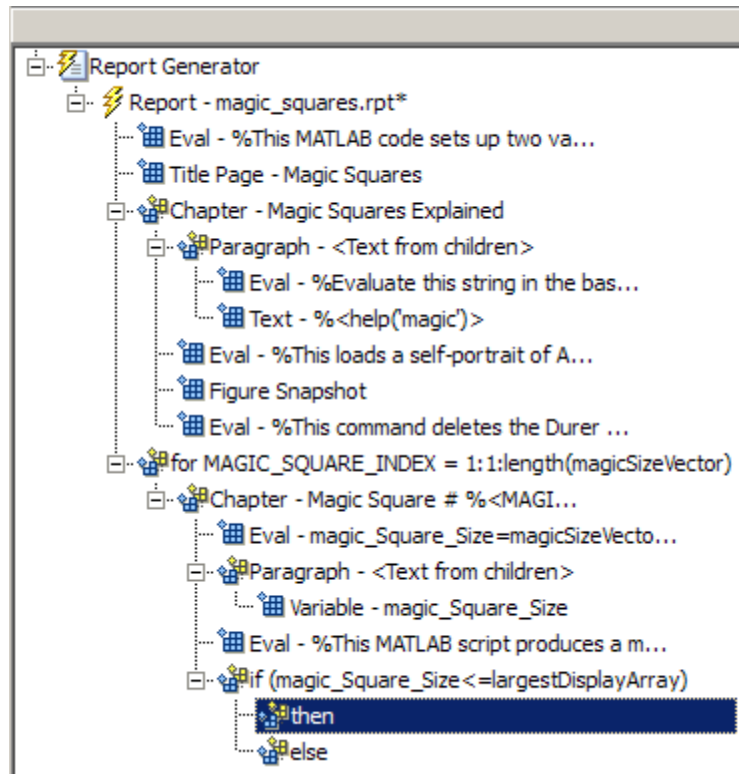 Report Generator
Report - magic_squares.rpt*
Eval - %This MATLAB code sets up two va...
Title Page - Magic Squares
Chapter - Magic Squares Explained
Paragraph - <Text from children>
Eval - %Evaluate this string in the bas...
Text - %<help('magic')>
Eval - %This loads a self-portrait of A...
Figure Snapshot
Eval - %This command deletes the Durer ...
for MAGIC_SQUARE_INDEX = 1:1:length(magicSizeVector)
Chapter - Magic Square # %<MAGI...
Eval - magic_Square_Size=magicSizeVecto...
Paragraph - <Text from children>
Variable - magic_Square_Size
Eval - %This MATLAB script produces a m...
if (magic_Square_Size<=largestDisplayArray)
then
else